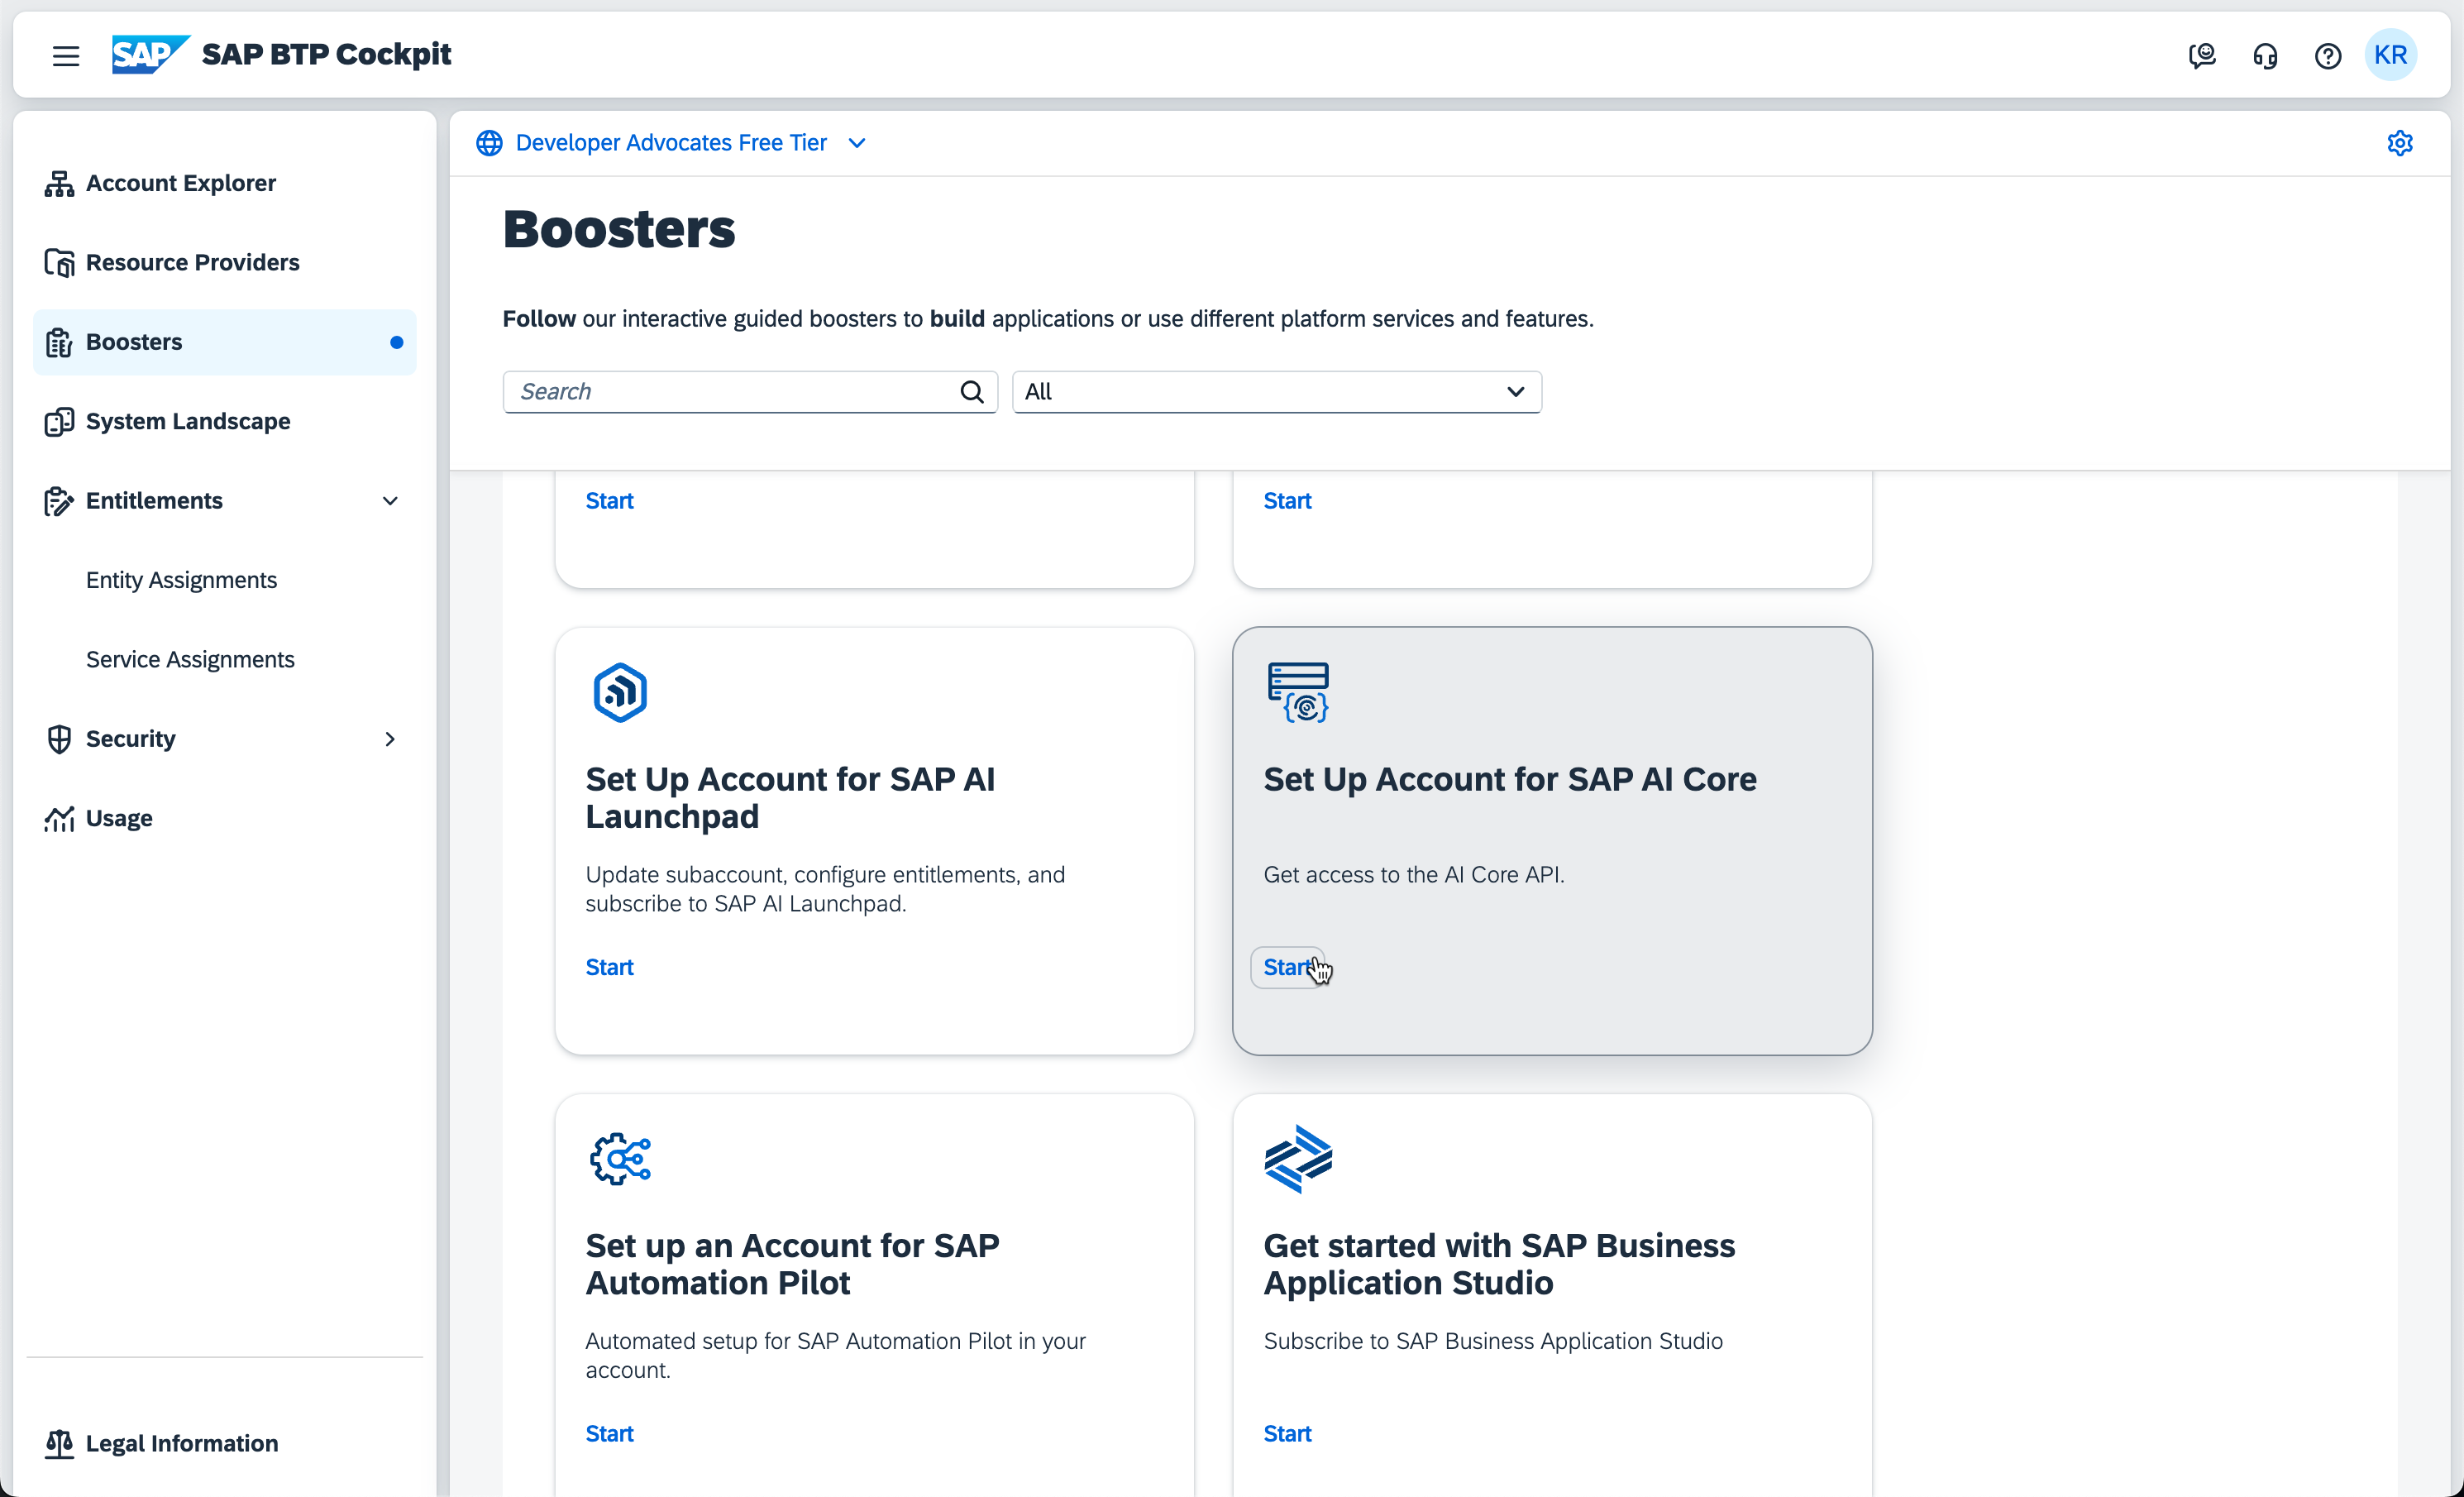 SAP SAP BTP Cockpit
KR
Account Explorer
Resource Providers
Boosters
System Landscape
Entitlements
Entity Assignments
Service Assignments
Security
Usage
Legal Information
Developer Advocates Free Tier
Boosters
Follow our interactive guided boosters to build applications or use different platform services and features.
Search
All
Start
Start
Set Up Account for SAP AI
Launchpad
Update subaccount, configure entitlements, and
subscribe to SAP AI Launchpad.
Start
Set Up Account for SAP AI Core
Get access to the AI Core API.
Start
Set up an Account for SAP
Automation Pilot
Automated setup for SAP Automation Pilot in your
account.
Start
Get started with SAP Business
Application Studio
Subscribe to SAP Business Application Studio
Start